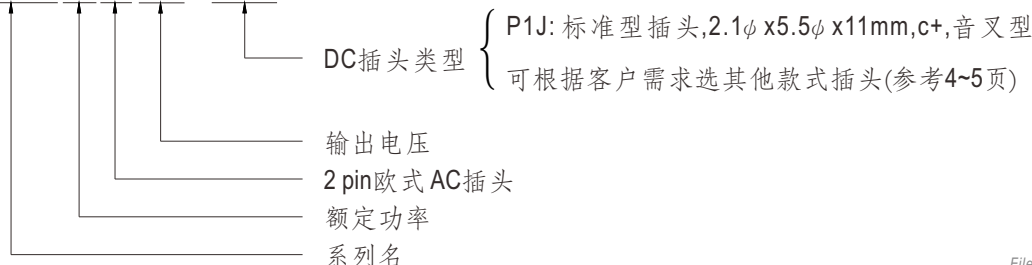 P1J: 标准型插头,2.1φ x5.5φ x11mm,c+,音叉型
DC插头类型
可根据客户需求选其他款式插头(参考4~5页)
输出电压
2 pin欧式 AC插头
额定功率
系列名
File